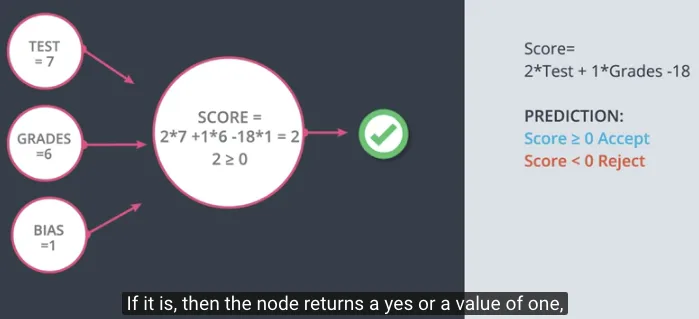 TEST
= 7
GRADES
=6
BIAS
=1
SCORE =
2*7 +1*6 -18*1 = 2
2 ≥ 0
Score=
2*Test + 1*Grades -18
PREDICTION:
Score ≥ 0 Accept
Score < 0 Reject
If it is, then the node returns a yes or a value of one,